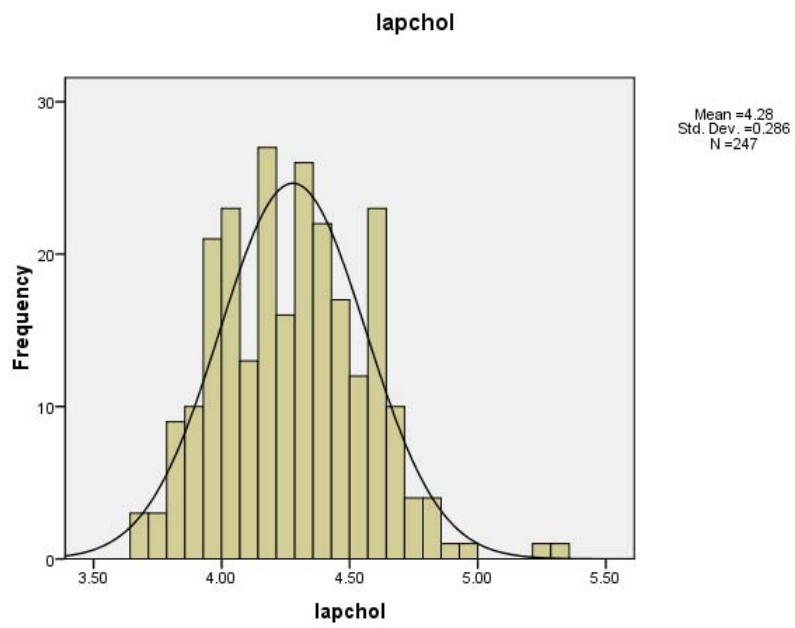 lapchol
Mean =4.28
Std. Dev. =0.286
N =247
Frequency
30
20
10
0
3.50 4.00 4.50 5.00 5.50
lapchol